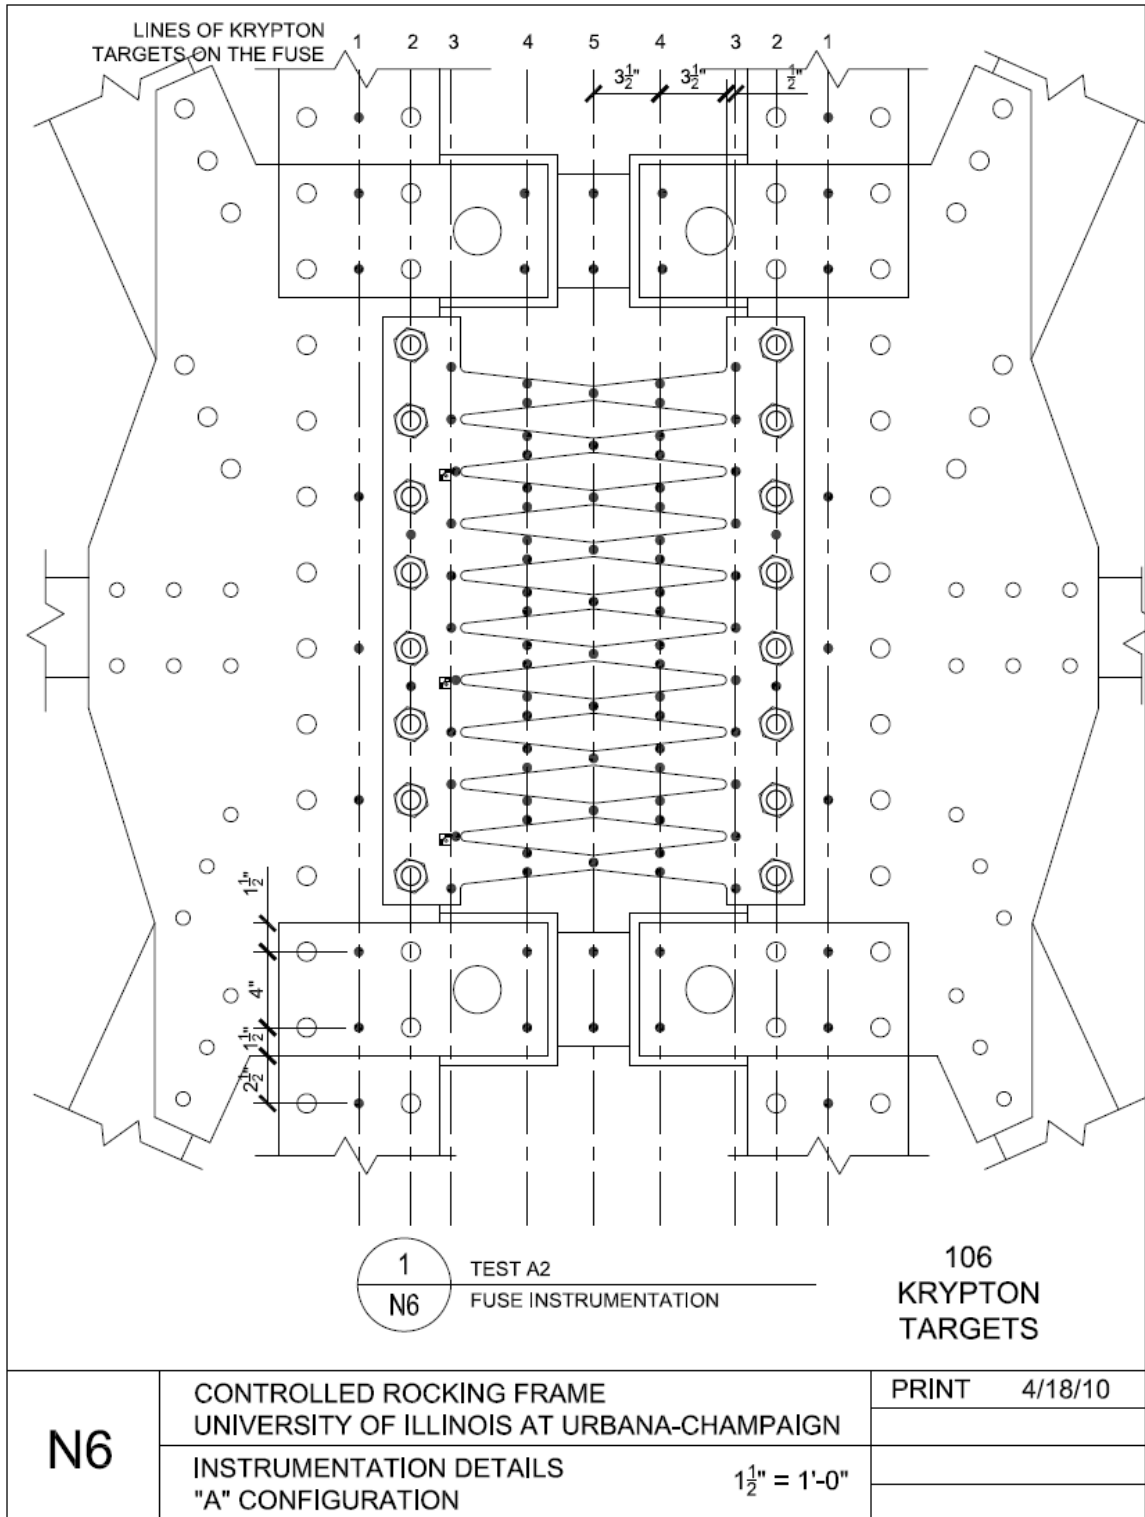 LINES OF KRYPTON
TARGETS ON THE FUSE
1 2 3 4 5 4 3 2 1
3½" 3½" ½"
1½"
4"
1½"
2½"
1
N6
TEST A2
FUSE INSTRUMENTATION
106
KRYPTON
TARGETS
N6
CONTROLLED ROCKING FRAME
UNIVERSITY OF ILLINOIS AT URBANA-CHAMPAIGN
INSTRUMENTATION DETAILS
"A" CONFIGURATION
1½" = 1'-0"
PRINT 4/18/10